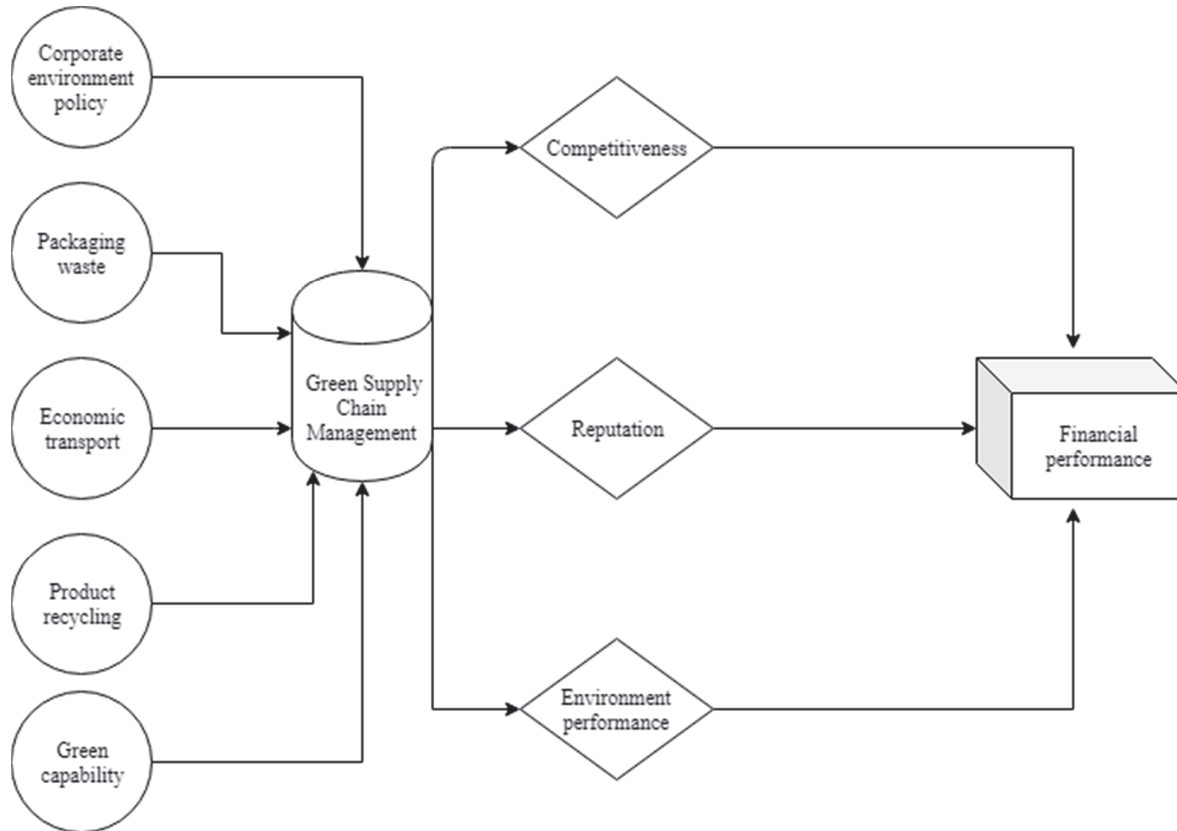 Corporate
environment
policy
Packaging
waste
Economic
transport
Product
recycling
Green
capability
Green Supply
Chain
Management
Competitiveness
Reputation
Environment
performance
Financial
performance